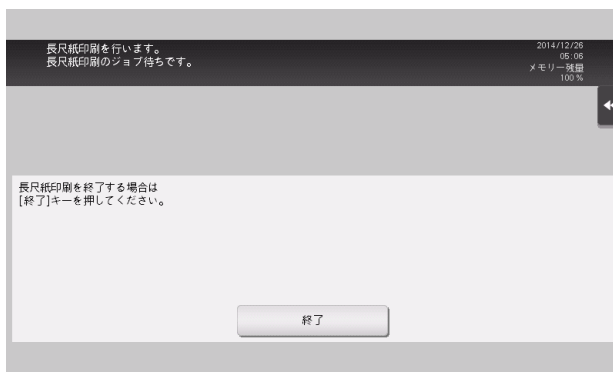 長尺紙印刷を行います。
長尺紙印刷のジョブ待ちです。
2014/12/26
05:06
メモリー残量
100 %
長尺紙印刷を終了する場合は
[終了]キーを押してください。
終了